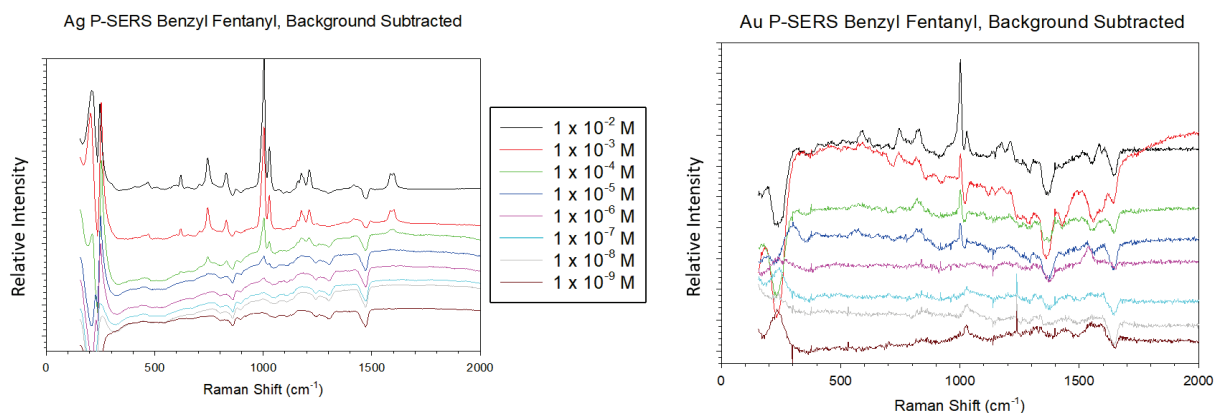 Ag P-SERS Benzyl Fentanyl, Background Subtracted
Relative Intensity
0 500 1000 1500 2000
Raman Shift (cm-1)
1 x 10-2 M
1 x 10-3 M
1 x 10-4 M
1 x 10-5 M
1 x 10-6 M
1 x 10-7 M
1 x 10-8 M
1 x 10-9 M
Au P-SERS Benzyl Fentanyl, Background Subtracted
Relative Intensity
500 1000 1500 2000
Raman Shift (cm-1)